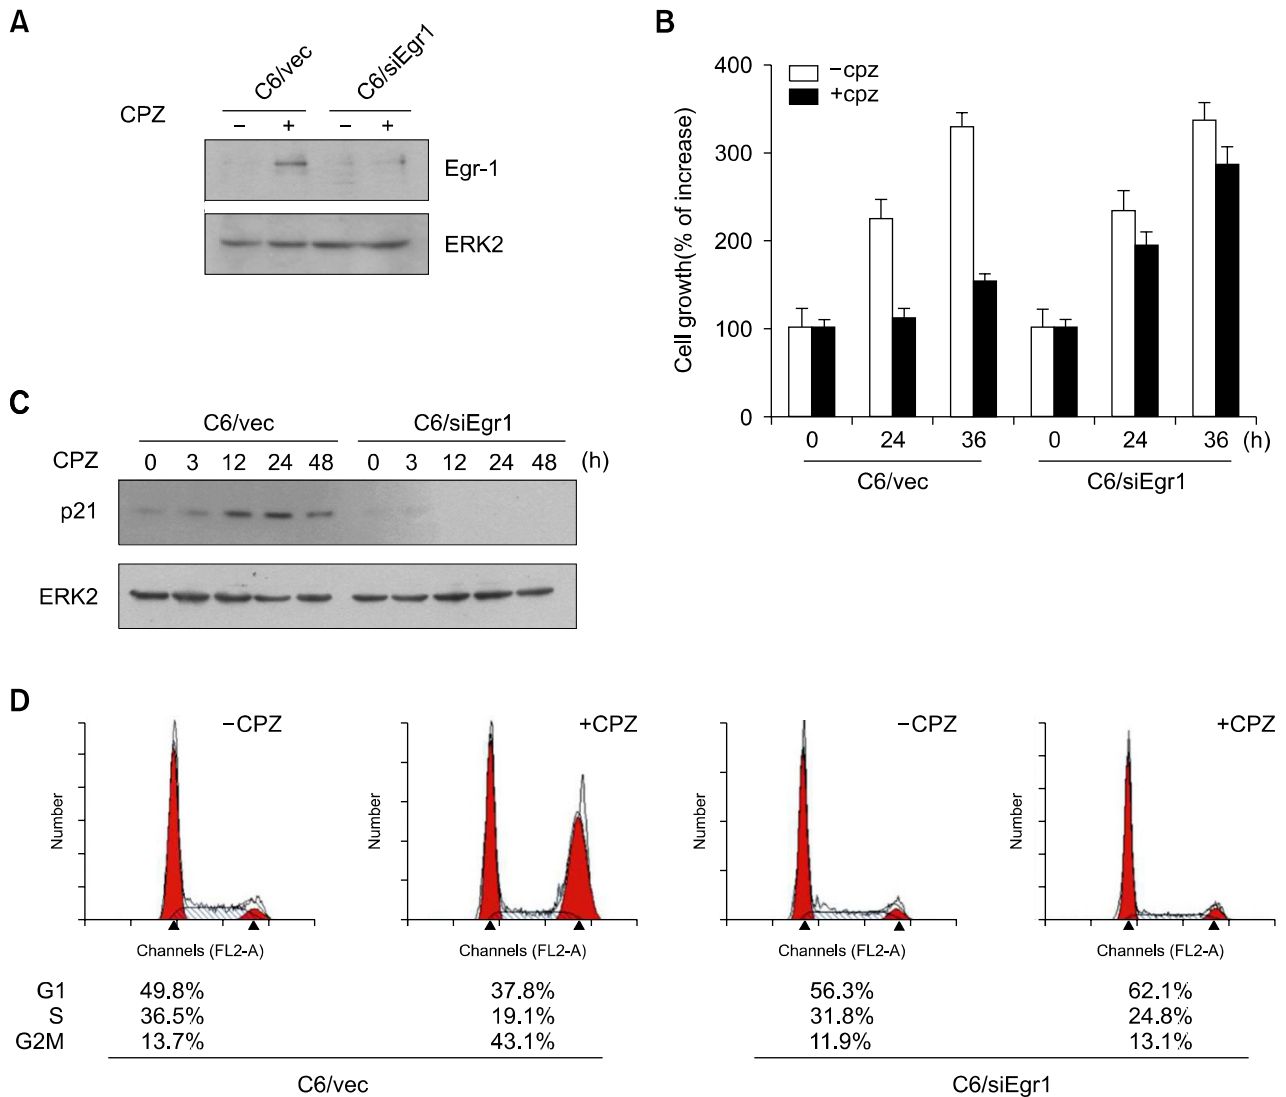 A
C6/vec
C6/siEgr1
CPZ
− + − +
Egr-1
ERK2
B
−cpz
+cpz
Cell growth(% of increase)
400
300
200
100
0
0 24 36 0 24 36 (h)
C6/vec C6/siEgr1
C
C6/vec C6/siEgr1
CPZ 0 3 12 24 48 0 3 12 24 48 (h)
p21
ERK2
D
−CPZ +CPZ −CPZ +CPZ
Number Number Number Number
Channels (FL2-A) Channels (FL2-A) Channels (FL2-A) Channels (FL2-A)
G1 49.8% 37.8% 56.3% 62.1%
S 36.5% 19.1% 31.8% 24.8%
G2M 13.7% 43.1% 11.9% 13.1%
C6/vec C6/siEgr1